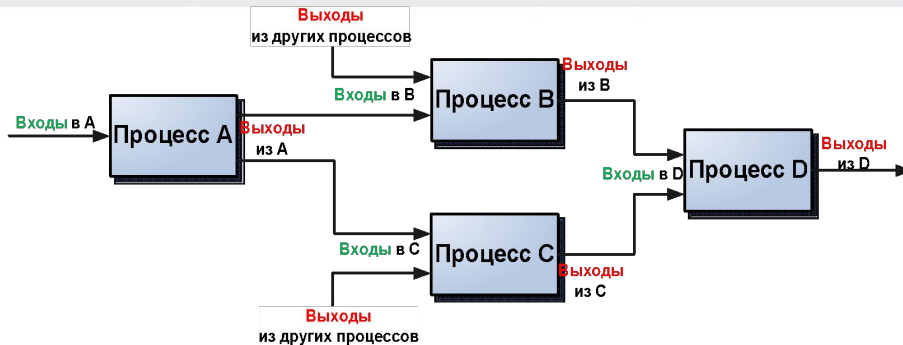 Выходы
из других процессов
Входы в А
Процесс А
Выходы
из А
Входы в В
Процесс В
Выходы
из В
Входы в С
Процесс С
Выходы
из С
Выходы
из других процессов
Входы в D
Процесс D
Выходы
из D